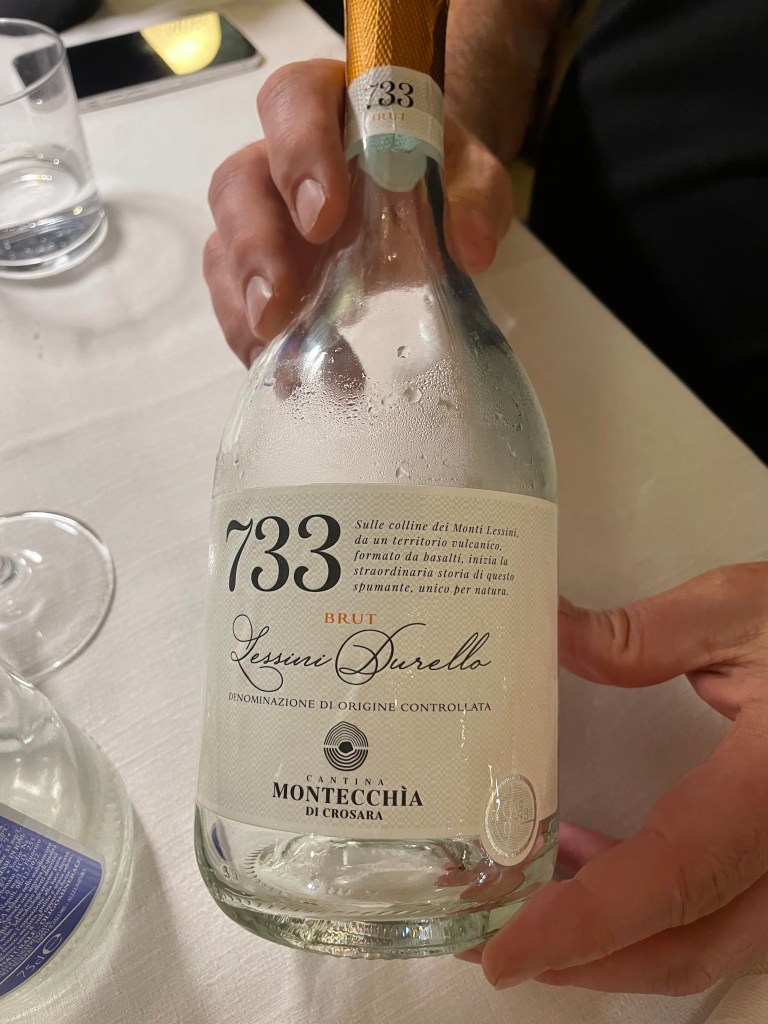 733
BRUT
733
Sulle colline dei Monti Lessini,
da un territorio vulcanico,
formato da basalti, inizia la
straordinaria storia di questo
spumante, unico per natura.
BRUT
Lessini Durello
DENOMINAZIONE DI ORIGINE CONTROLLATA
CANTINA
MONTECCHÌA
DI CROSARA